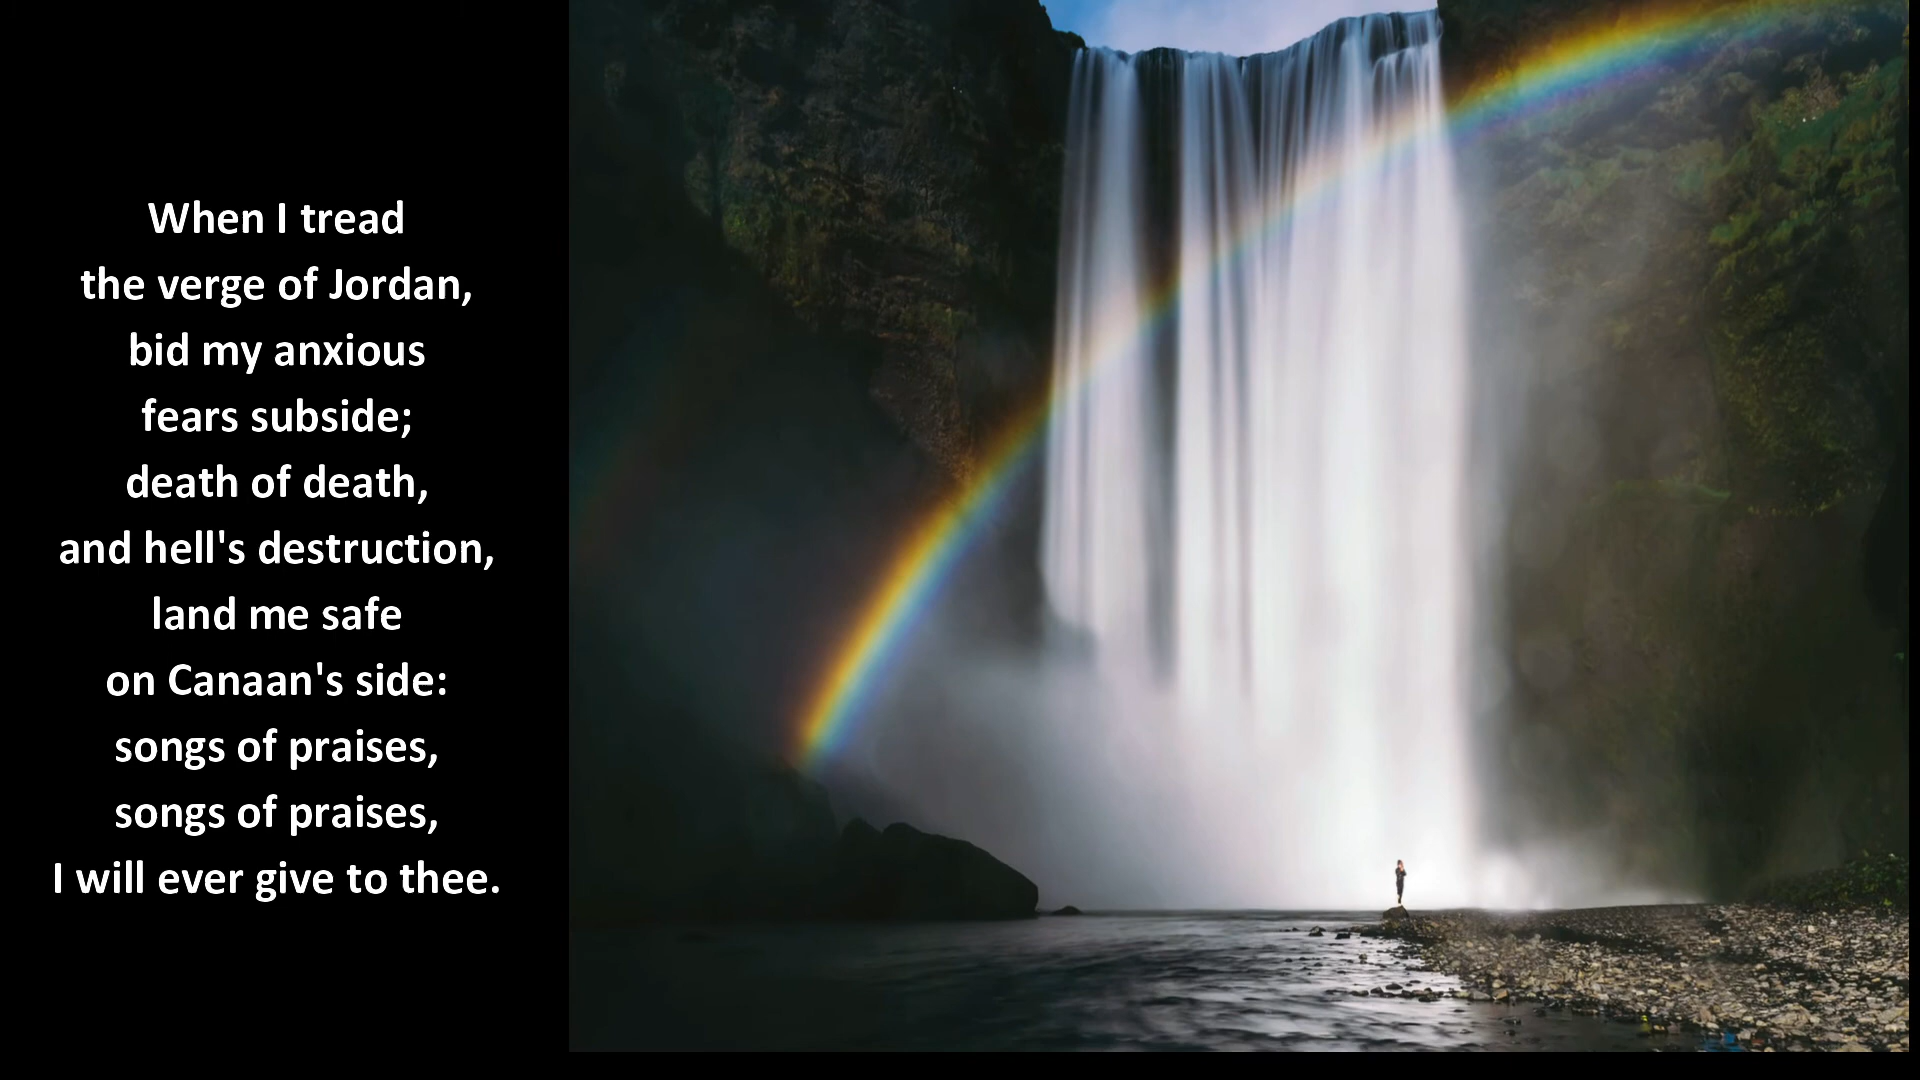 When I tread
the verge of Jordan,
bid my anxious
fears subside;
death of death,
and hell's destruction,
land me safe
on Canaan's side:
songs of praises,
songs of praises,
I will ever give to thee.